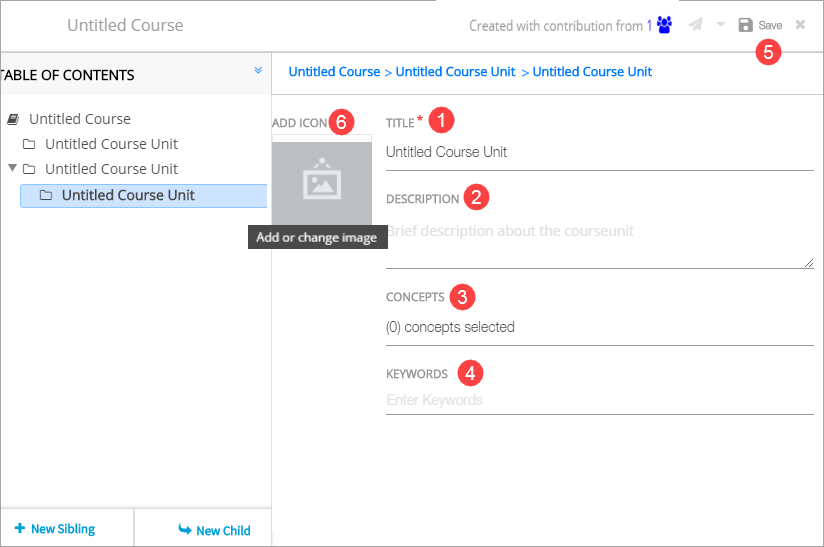 Untitled Course
Created with contribution from 1
Save
5
TABLE OF CONTENTS
Untitled Course > Untitled Course Unit > Untitled Course Unit
Untitled Course
Untitled Course Unit
Untitled Course Unit
Untitled Course Unit
ADD ICON 6
Add or change image
TITLE * 1
Untitled Course Unit
DESCRIPTION 2
Brief description about the courseunit
CONCEPTS 3
(0) concepts selected
KEYWORDS 4
Enter Keywords
New Sibling
New Child